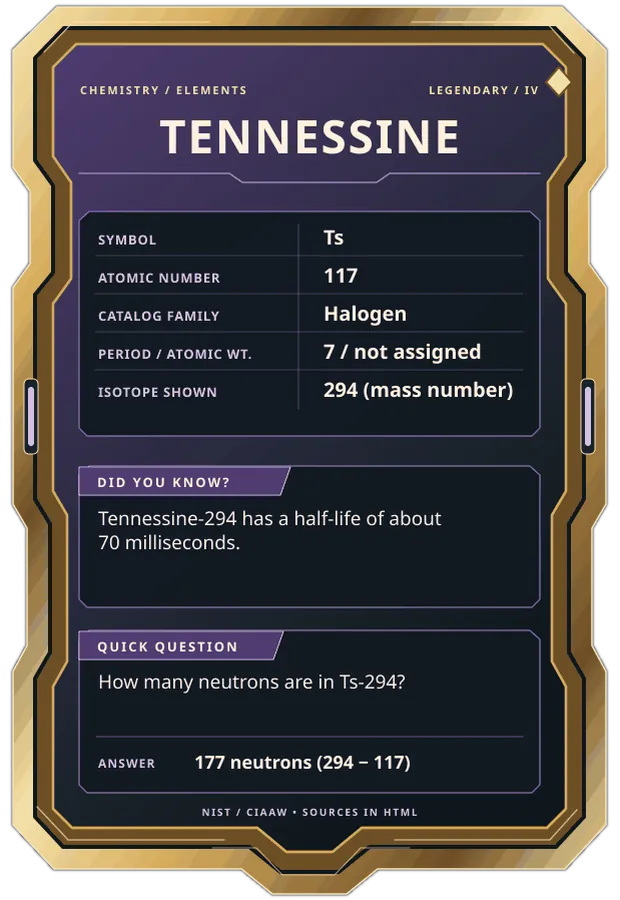 CHEMISTRY / ELEMENTS
LEGENDARY / IV
TENNESSINE
SYMBOL Ts
ATOMIC NUMBER 117
CATALOG FAMILY Halogen
PERIOD / ATOMIC WT. 7 / not assigned
ISOTOPE SHOWN 294 (mass number)
DID YOU KNOW?
Tennessine-294 has a half-life of about
70 milliseconds.
QUICK QUESTION
How many neutrons are in Ts-294?
ANSWER 177 neutrons (294 − 117)
NIST / CIAAW • SOURCES IN HTML